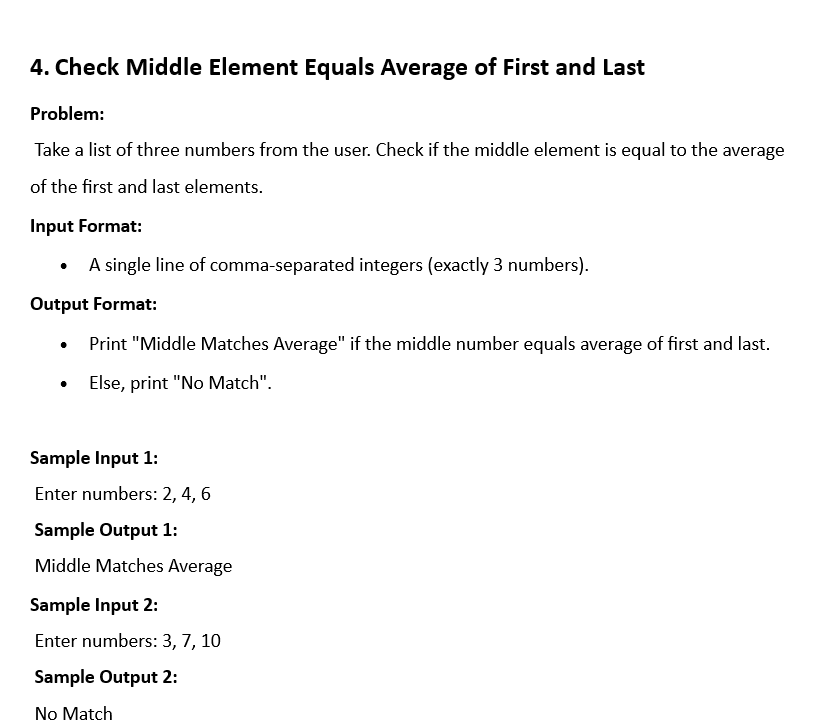 4. Check Middle Element Equals Average of First and Last
Problem:
Take a list of three numbers from the user. Check if the middle element is equal to the average
of the first and last elements.
Input Format:
• A single line of comma-separated integers (exactly 3 numbers).
Output Format:
• Print "Middle Matches Average" if the middle number equals average of first and last.
• Else, print "No Match".
Sample Input 1:
Enter numbers: 2, 4, 6
Sample Output 1:
Middle Matches Average
Sample Input 2:
Enter numbers: 3, 7, 10
Sample Output 2:
No Match